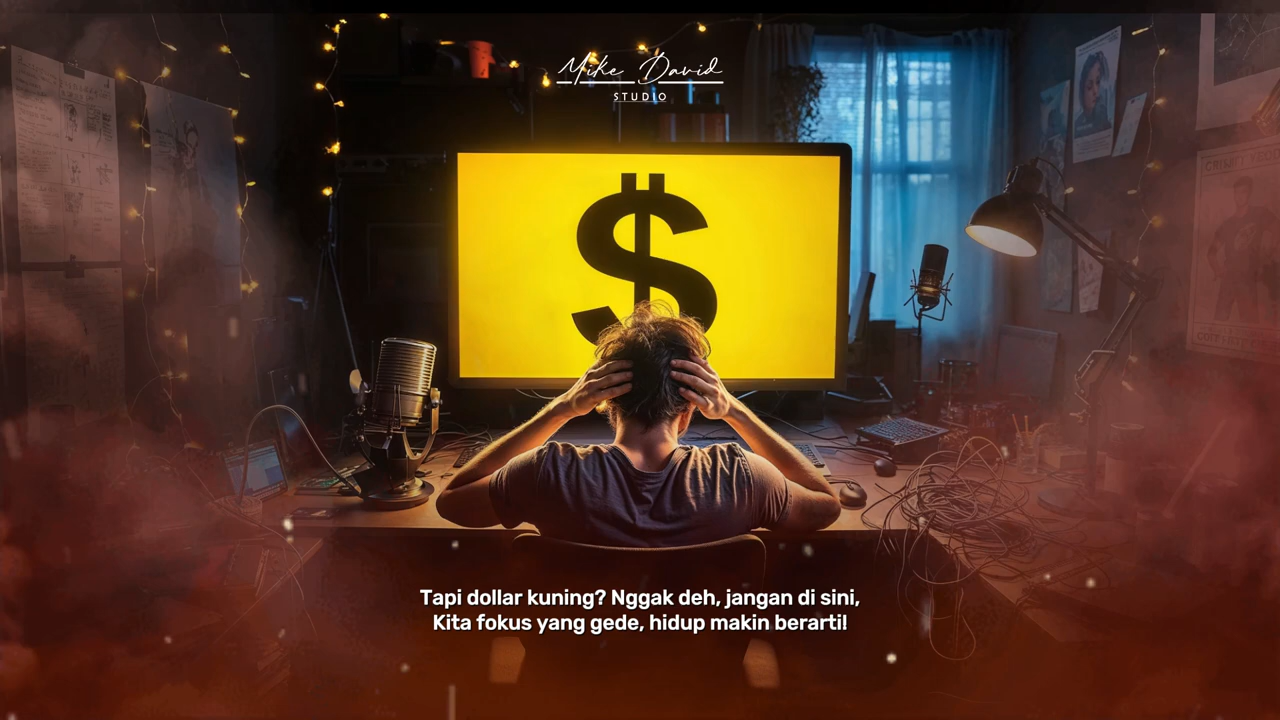 Mike David
STUDIO
$
Tapi dollar kuning? Nggak deh, jangan di sini,
Kita fokus yang gede, hidup makin berarti!